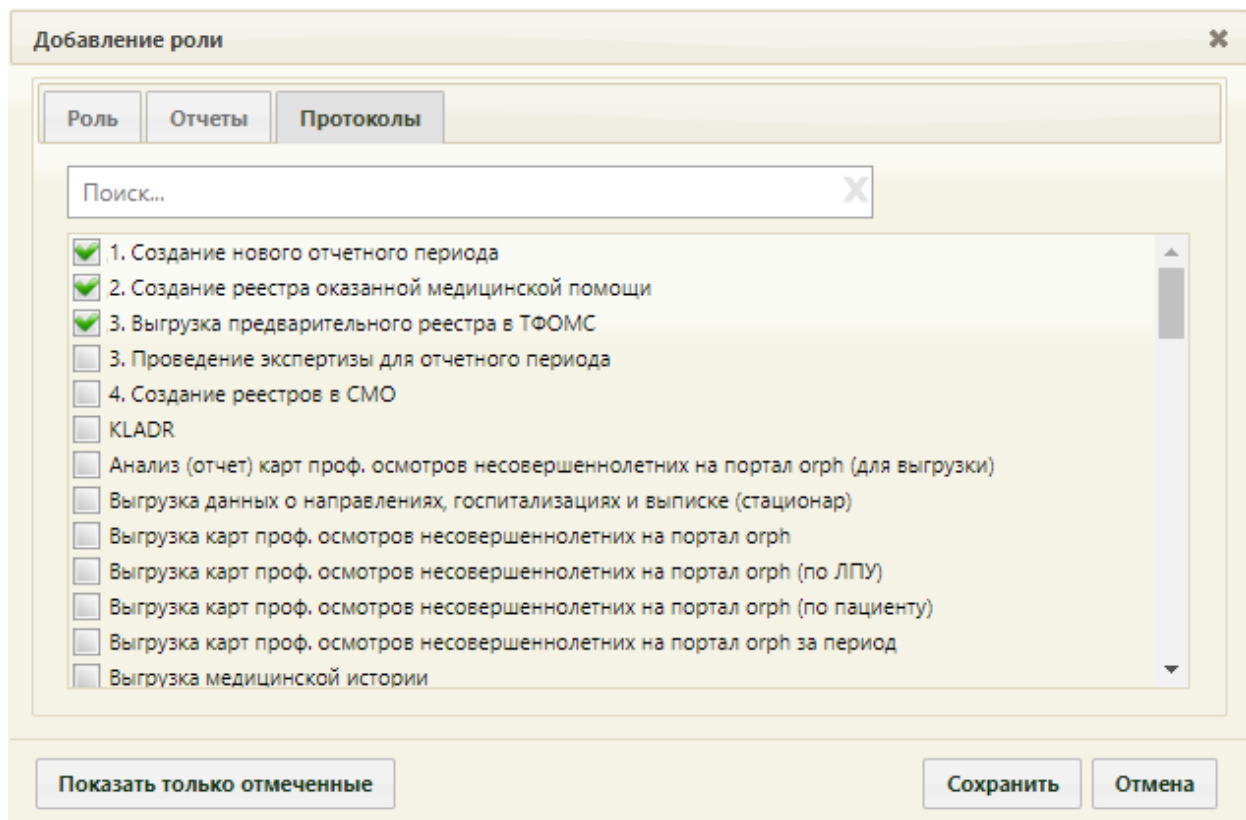 Добавление роли
Роль Отчеты Протоколы
Поиск...
1. Создание нового отчетного периода
2. Создание реестра оказанной медицинской помощи
3. Выгрузка предварительного реестра в ТФОМС
3. Проведение экспертизы для отчетного периода
4. Создание реестров в СМО
KLADR
Анализ (отчет) карт проф. осмотров несовершеннолетних на портал orph (для выгрузки)
Выгрузка данных о направлениях, госпитализациях и выписке (стационар)
Выгрузка карт проф. осмотров несовершеннолетних на портал orph
Выгрузка карт проф. осмотров несовершеннолетних на портал orph (по ЛПУ)
Выгрузка карт проф. осмотров несовершеннолетних на портал orph (по пациенту)
Выгрузка карт проф. осмотров несовершеннолетних на портал orph за период
Выгрузка медицинской истории
Показать только отмеченные Сохранить Отмена